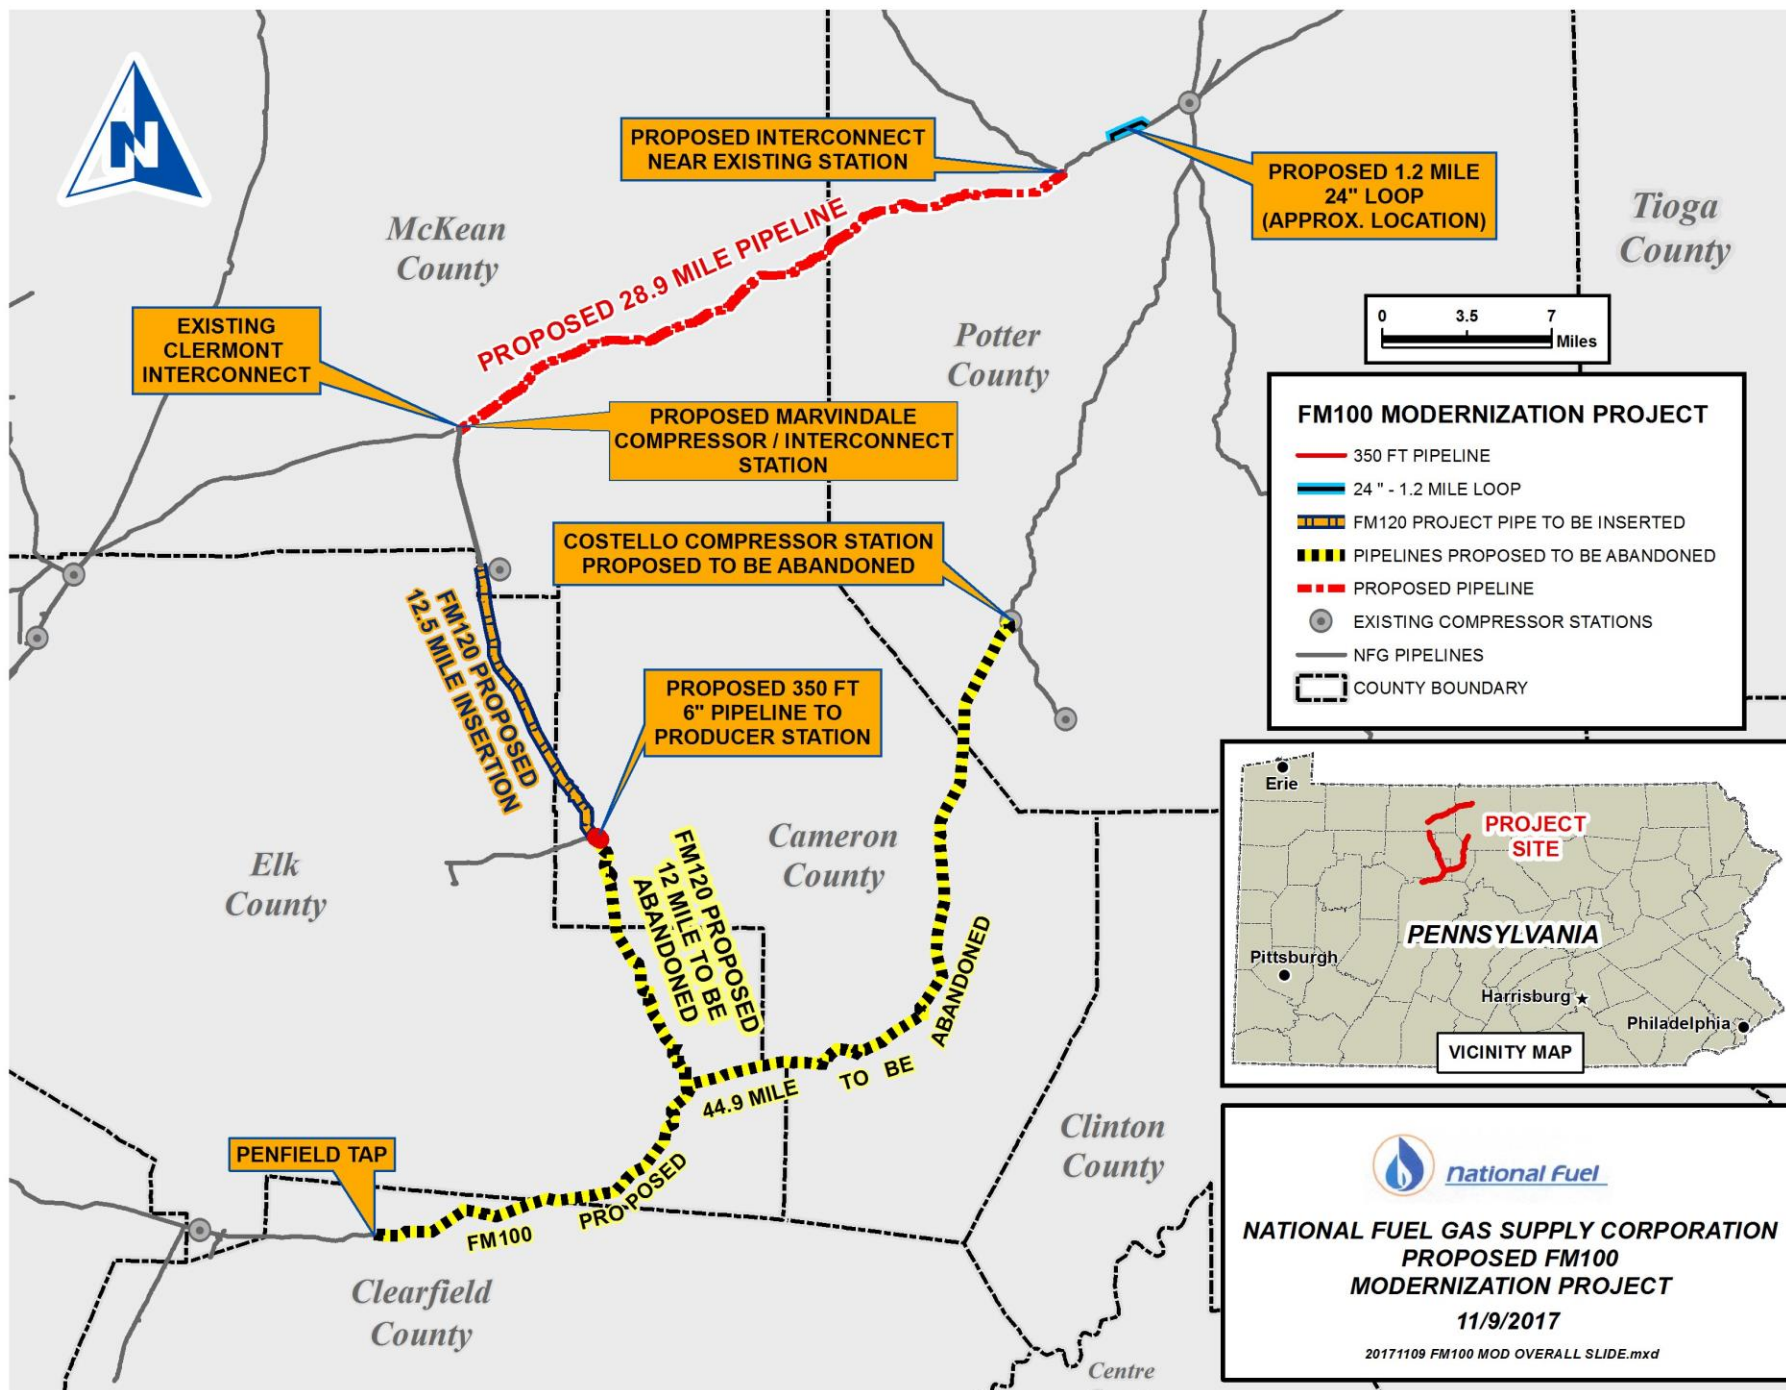 N
McKean
County
PROPOSED INTERCONNECT
NEAR EXISTING STATION
PROPOSED 1.2 MILE
24" LOOP
(APPROX. LOCATION)
Tioga
County
PROPOSED 28.9 MILE PIPELINE
EXISTING
CLERMONT
INTERCONNECT
Potter
County
PROPOSED MARVINDALE
COMPRESSOR / INTERCONNECT
STATION
COSTELLO COMPRESSOR STATION
PROPOSED TO BE ABANDONED
FM120 PROPOSED
12.5 MILE INSERTION
PROPOSED 350 FT
6" PIPELINE TO
PRODUCER STATION
Elk
County
Cameron
County
FM120 PROPOSED
12 MILE TO BE
ABANDONED
FM100 PROPOSED 44.9 MILE TO BE ABANDONED
PENFIELD TAP
Clearfield
County
Clinton
County
Centre
0 3.5 7
Miles
FM100 MODERNIZATION PROJECT
350 FT PIPELINE
24 " - 1.2 MILE LOOP
FM120 PROJECT PIPE TO BE INSERTED
PIPELINES PROPOSED TO BE ABANDONED
PROPOSED PIPELINE
EXISTING COMPRESSOR STATIONS
NFG PIPELINES
COUNTY BOUNDARY
Erie
PROJECT
SITE
PENNSYLVANIA
Pittsburgh
Harrisburg
Philadelphia
VICINITY MAP
National Fuel
NATIONAL FUEL GAS SUPPLY CORPORATION
PROPOSED FM100
MODERNIZATION PROJECT
11/9/2017
20171109 FM100 MOD OVERALL SLIDE.mxd